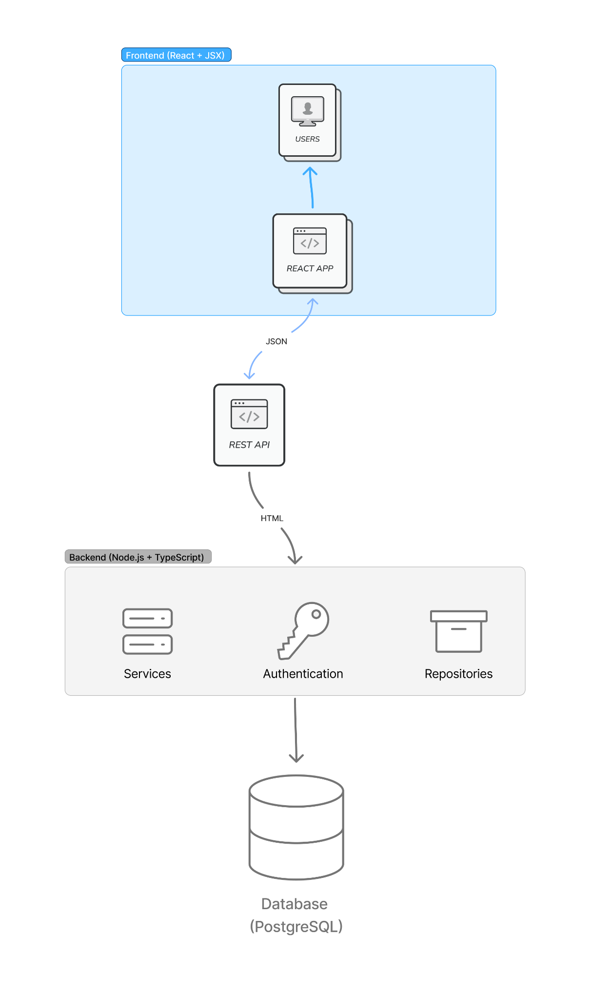 Frontend (React + JSX)
USERS
REACT APP
JSON
REST API
HTML
Backend (Node.js + TypeScript)
Services
Authentication
Repositories
Database
(PostgreSQL)